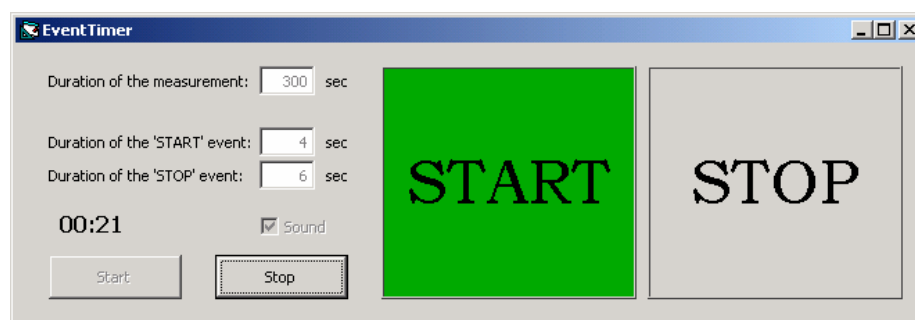 EventTimer
Duration of the measurement: 300 sec
Duration of the 'START' event: 4 sec
Duration of the 'STOP' event: 6 sec
00:21 Sound
Start Stop
START STOP